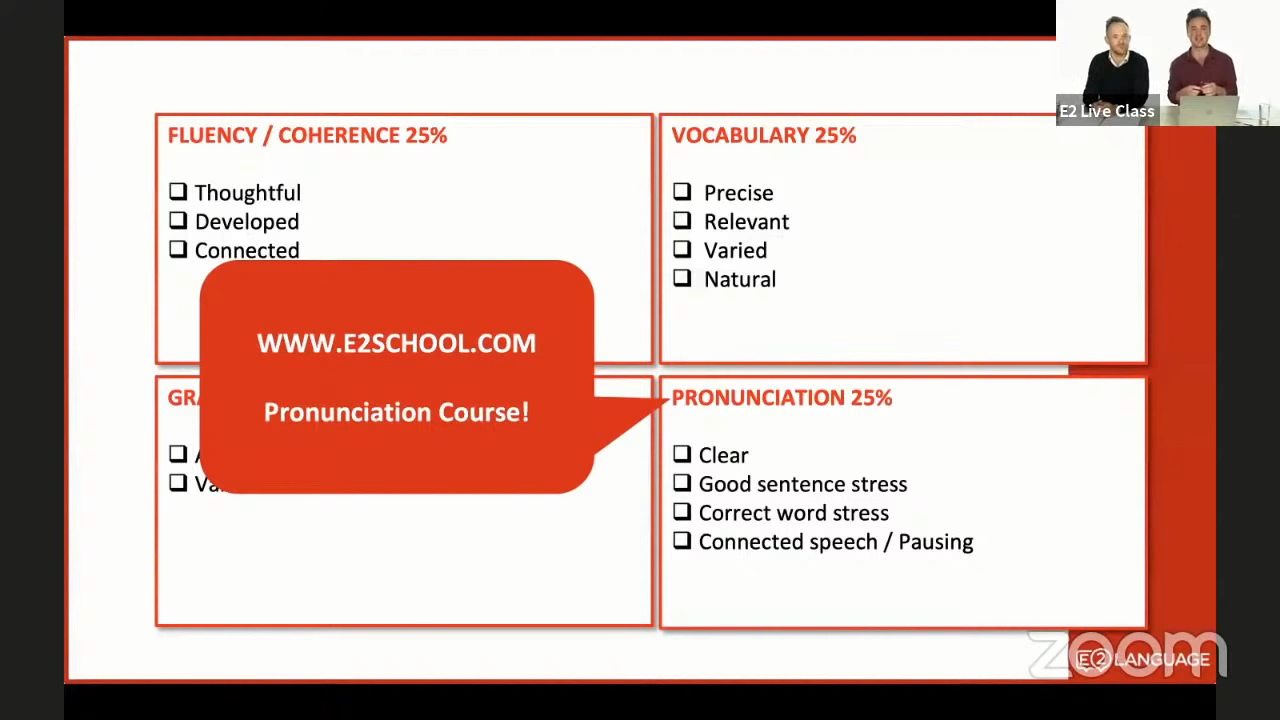 E2 Live Class
FLUENCY / COHERENCE 25%
Thoughtful
Developed
Connected
VOCABULARY 25%
Precise
Relevant
Varied
Natural
WWW.E2SCHOOL.COM
Pronunciation Course!
PRONUNCIATION 25%
Clear
Good sentence stress
Correct word stress
Connected speech / Pausing
zoom
E2 LANGUAGE